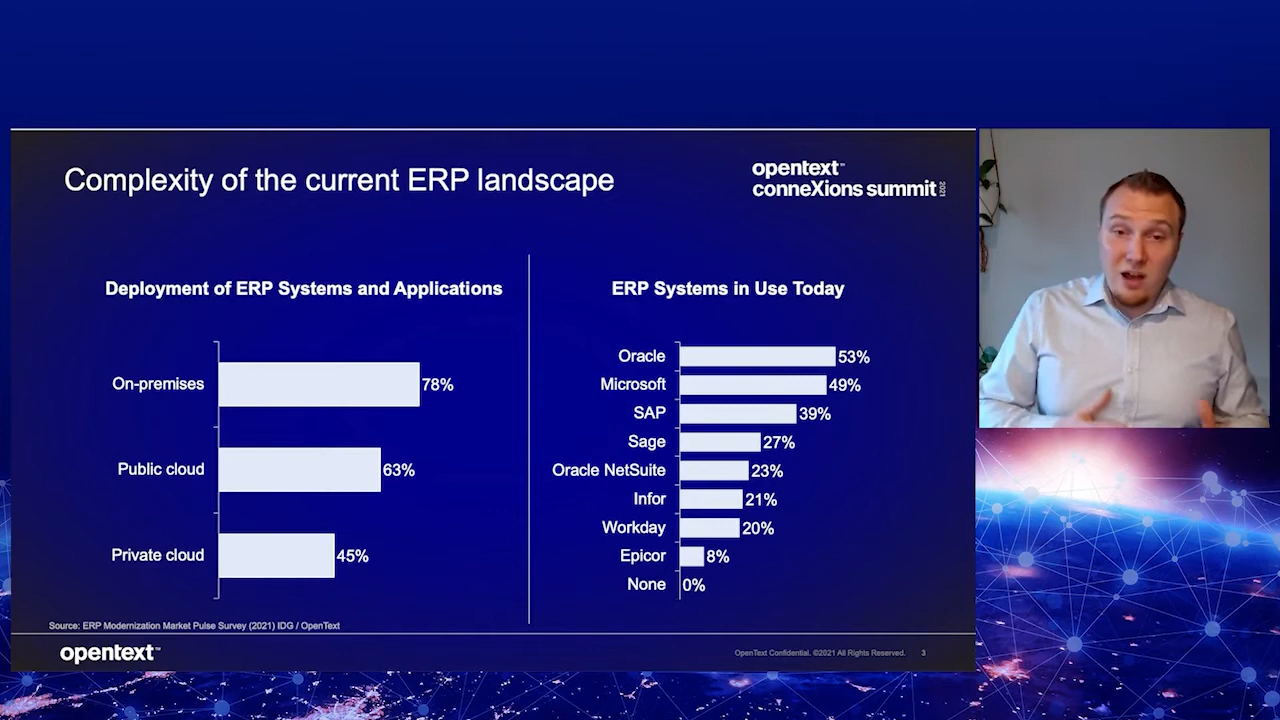 Complexity of the current ERP landscape
opentext™
conneXions summit 2021
Deployment of ERP Systems and Applications
On-premises 78%
Public cloud 63%
Private cloud 45%
ERP Systems in Use Today
Oracle 53%
Microsoft 49%
SAP 39%
Sage 27%
Oracle NetSuite 23%
Infor 21%
Workday 20%
Epicor 8%
None 0%
Source: ERP Modernization Market Pulse Survey (2021) IDG / OpenText
opentext™
OpenText Confidential. ©2021 All Rights Reserved. 3